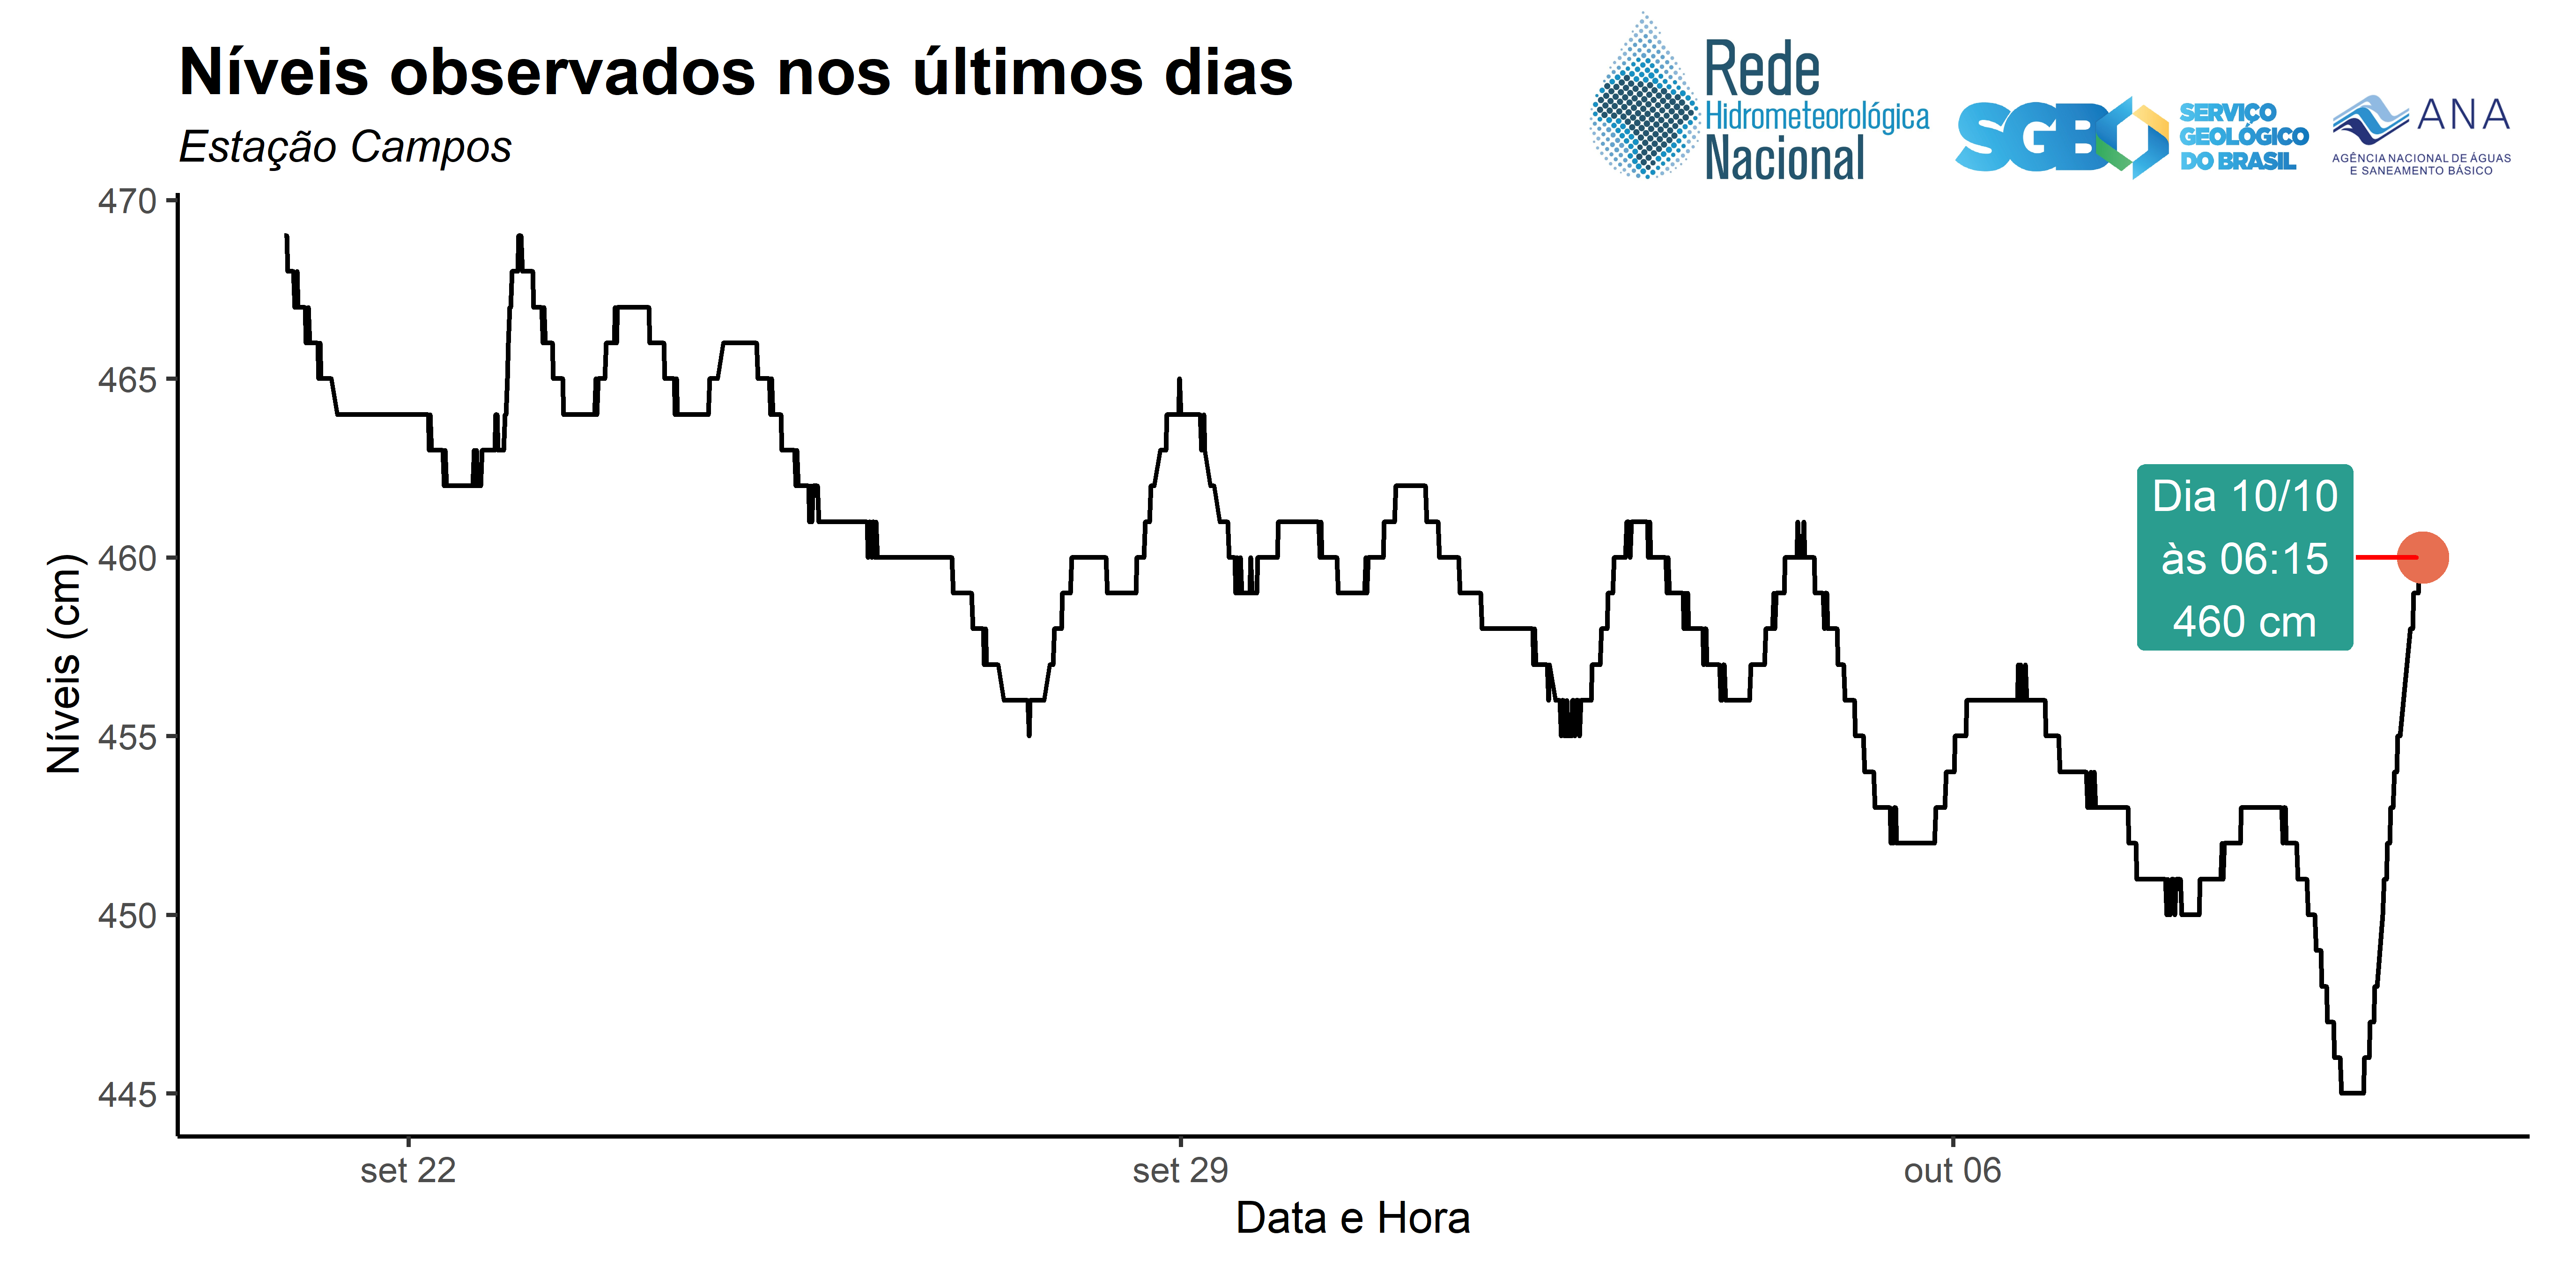 Níveis observados nos últimos dias
Estação Campos
Rede
Hidrometeorológica
Nacional
SGB
SERVIÇO
GEOLÓGICO
DO BRASIL
ANA
AGÊNCIA NACIONAL DE ÁGUAS
E SANEAMENTO BÁSICO
470
465
460
455
450
445
Níveis (cm)
Dia 10/10
às 06:15
460 cm
set 22
set 29
out 06
Data e Hora